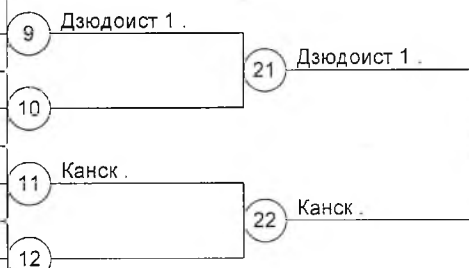 9 Дзюдоист 1 .
21 Дзюдоист 1 .
10
11 Канск .
22 Канск .
12